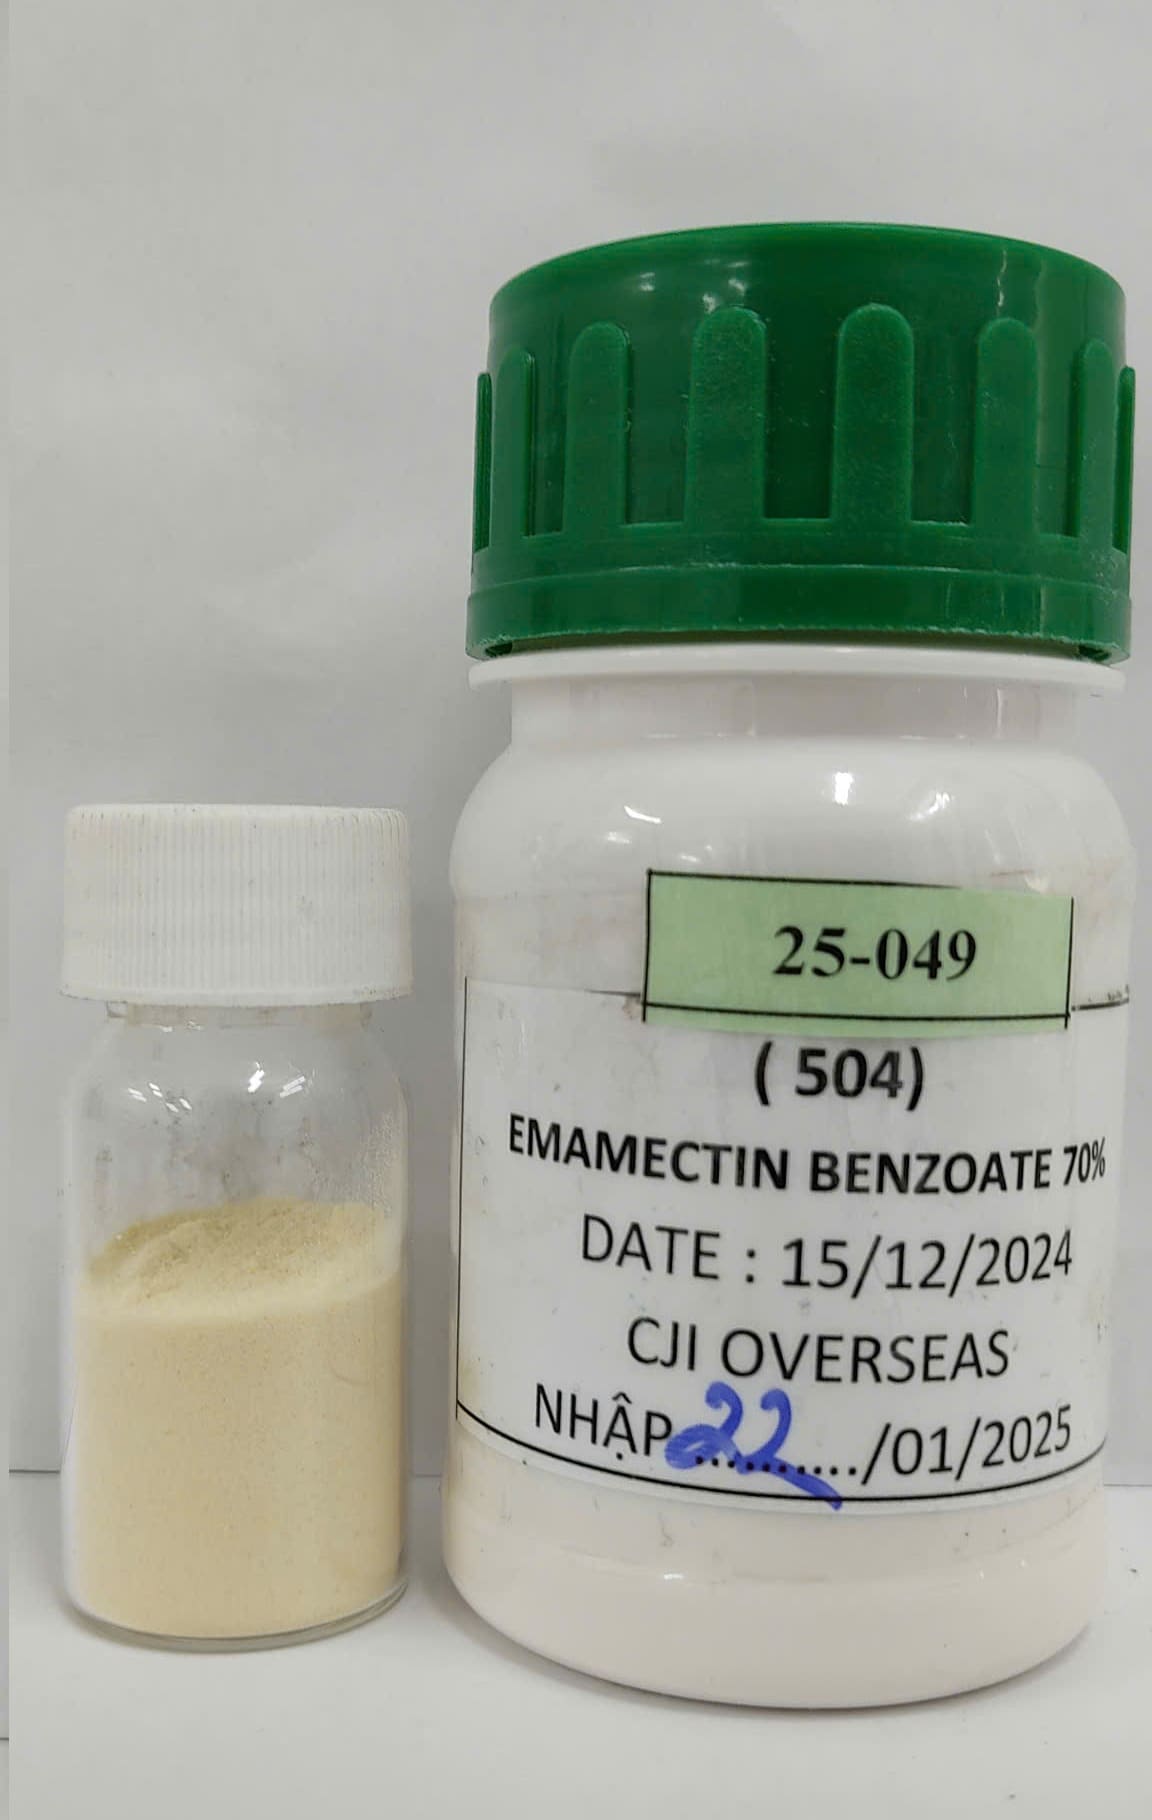 25-049
( 504)
EMAMECTIN BENZOATE 70%
DATE : 15/12/2024
CJI OVERSEAS
NHẬP 22........../01/2025